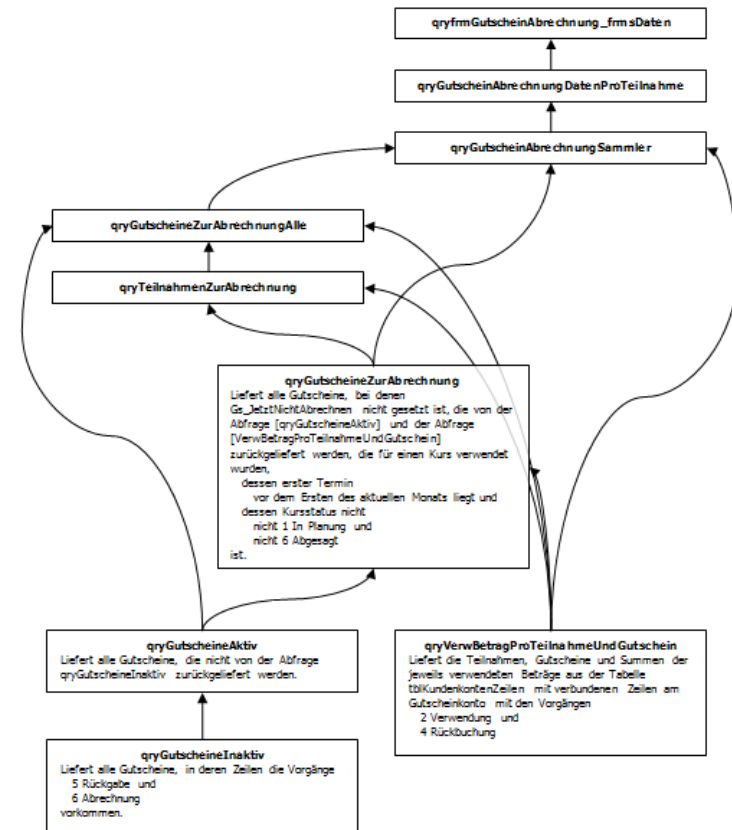 qryfrmGutscheinAbrechnung_frmsDaten
qryGutscheinAbrechnungDatenProTeilnahme
qryGutscheinAbrechnungSammler
qryGutscheineZurAbrechnungAlle
qryTeilnahmenZurAbrechnung
qryGutscheineZurAbrechnung
Liefert alle Gutscheine, bei denen
Gs_JetztNichtAbrechnen nicht gesetzt ist, die von der
Abfrage [qryGutscheineAktiv] und der Abfrage
[VerwBetragProTeilnahmeUndGutschein]
zurückgeliefert werden, die für einen Kurs verwendet
wurden,
dessen erster Termin
vor dem Ersten des aktuellen Monats liegt und
dessen Kursstatus nicht
nicht 1 In Planung und
nicht 6 Abgesagt
ist.
qryGutscheineAktiv
Liefert alle Gutscheine, die nicht von der Abfrage
qryGutscheineInaktiv zurückgeliefert werden.
qryVerwBetragProTeilnahmeUndGutschein
Liefert die Teilnahmen, Gutscheine und Summen der
jeweils verwendeten Beträge aus der Tabelle
tblKundenkontenZeilen mit verbundenen Zeilen am
Gutscheinkonto mit den Vorgängen
2 Verwendung und
4 Rückbuchung
qryGutscheineInaktiv
Liefert alle Gutscheine, in deren Zeilen die Vorgänge
5 Rückgabe und
6 Abrechnung
vorkommen.